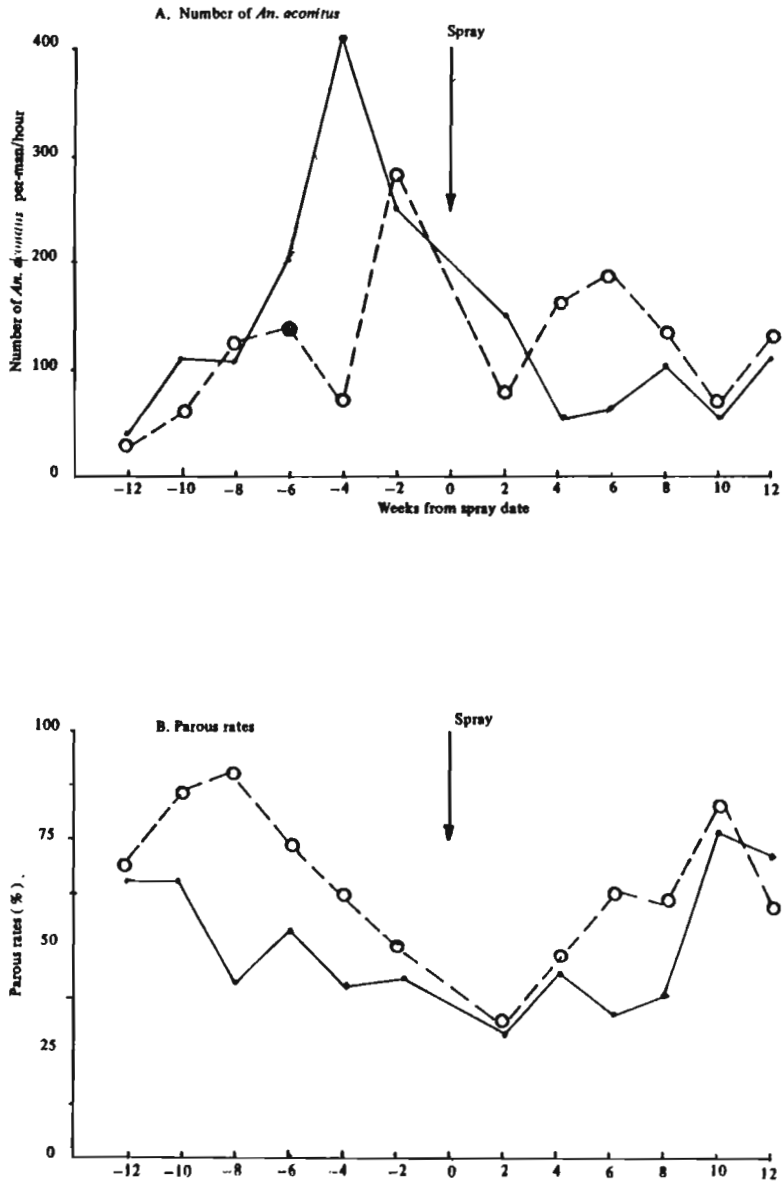 A. Number of An. aconitus
Spray
400
300
200
100
0
Number of An. aconitus per-man/hour
-12 -10 -8 -6 -4 -2 0 2 4 6 8 10 12
Weeks from spray date
B. Parous rates
Spray
100
75
50
25
0
Parous rates (%).
-12 -10 -8 -6 -4 -2 0 2 4 6 8 10 12